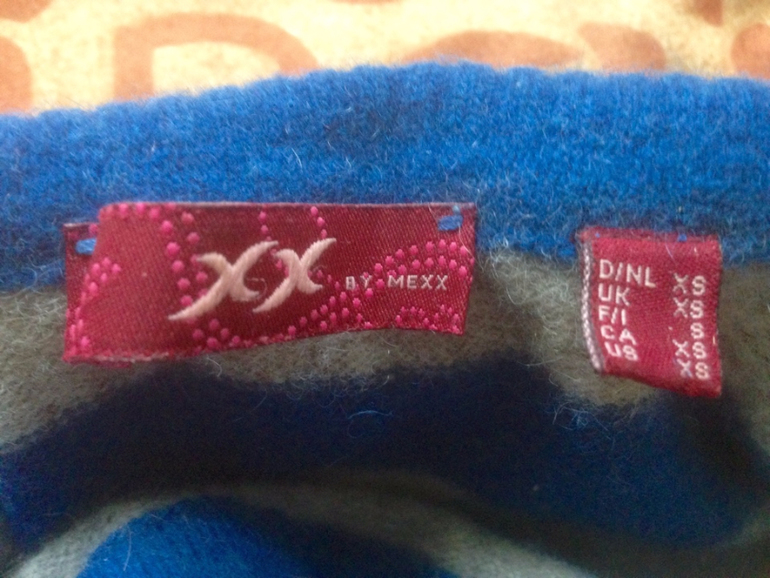 XX BY MEXX
D/NL XS
UK XS
F/I S
CA XS
US XS